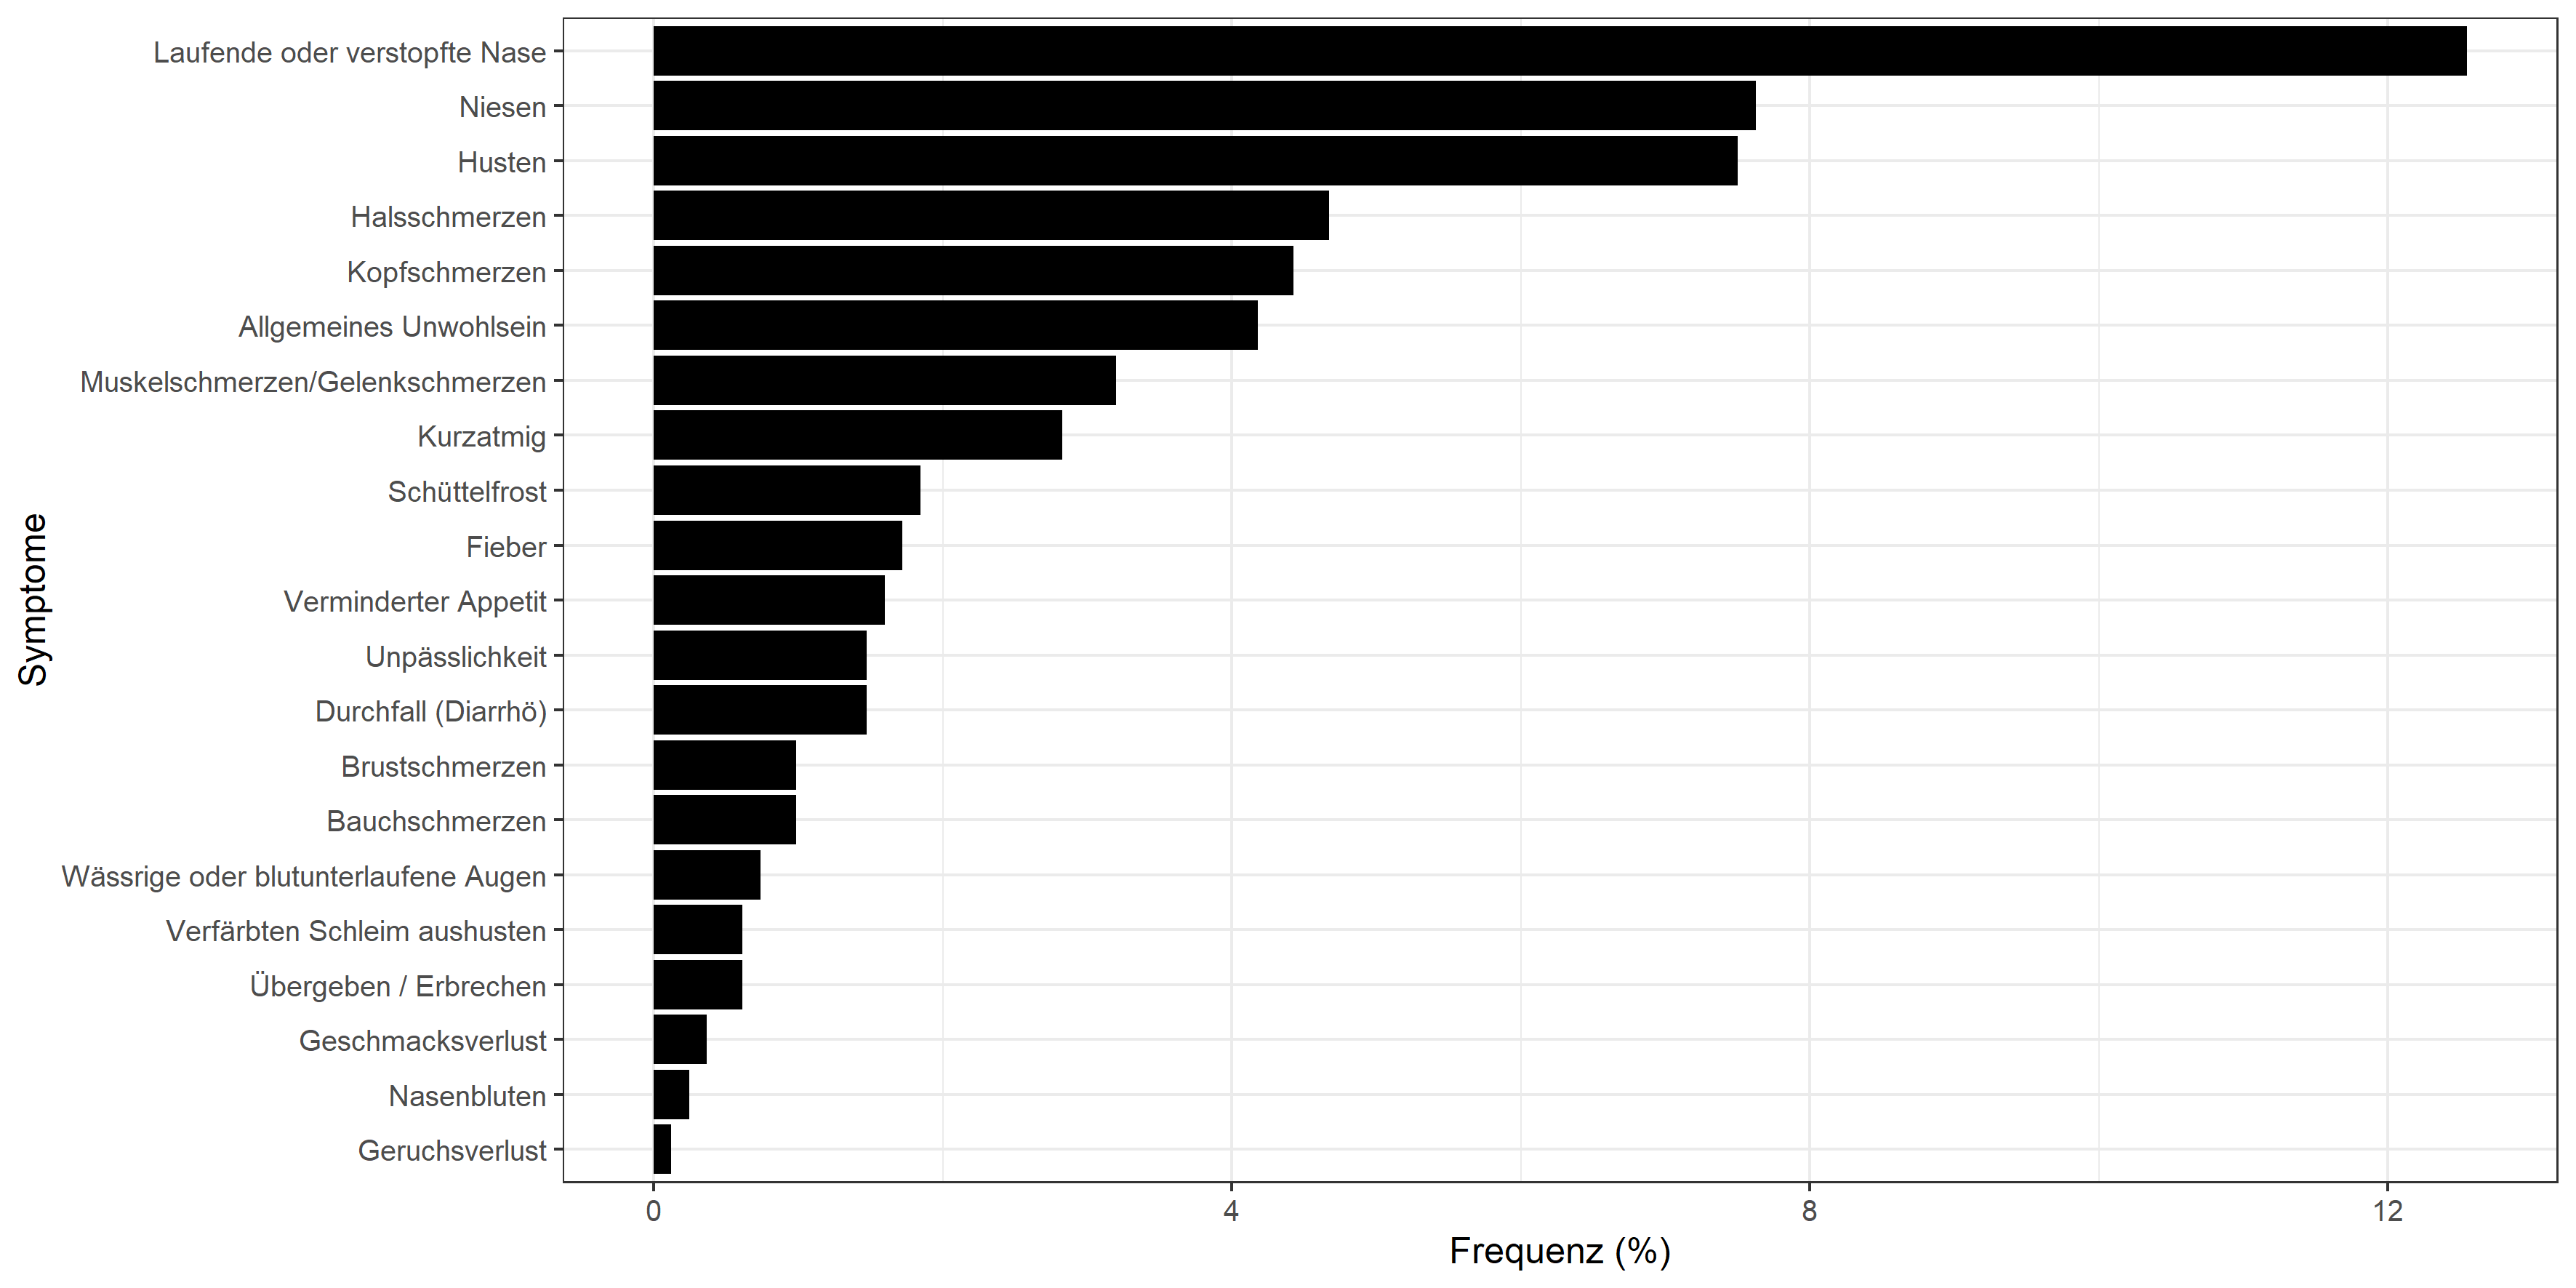 Symptome
Laufende oder verstopfte Nase
Niesen
Husten
Halsschmerzen
Kopfschmerzen
Allgemeines Unwohlsein
Muskelschmerzen/Gelenkschmerzen
Kurzatmig
Schüttelfrost
Fieber
Verminderter Appetit
Unpässlichkeit
Durchfall (Diarrhö)
Brustschmerzen
Bauchschmerzen
Wässrige oder blutunterlaufene Augen
Verfärbten Schleim aushusten
Übergeben / Erbrechen
Geschmacksverlust
Nasenbluten
Geruchsverlust
0 4 8 12
Frequenz (%)